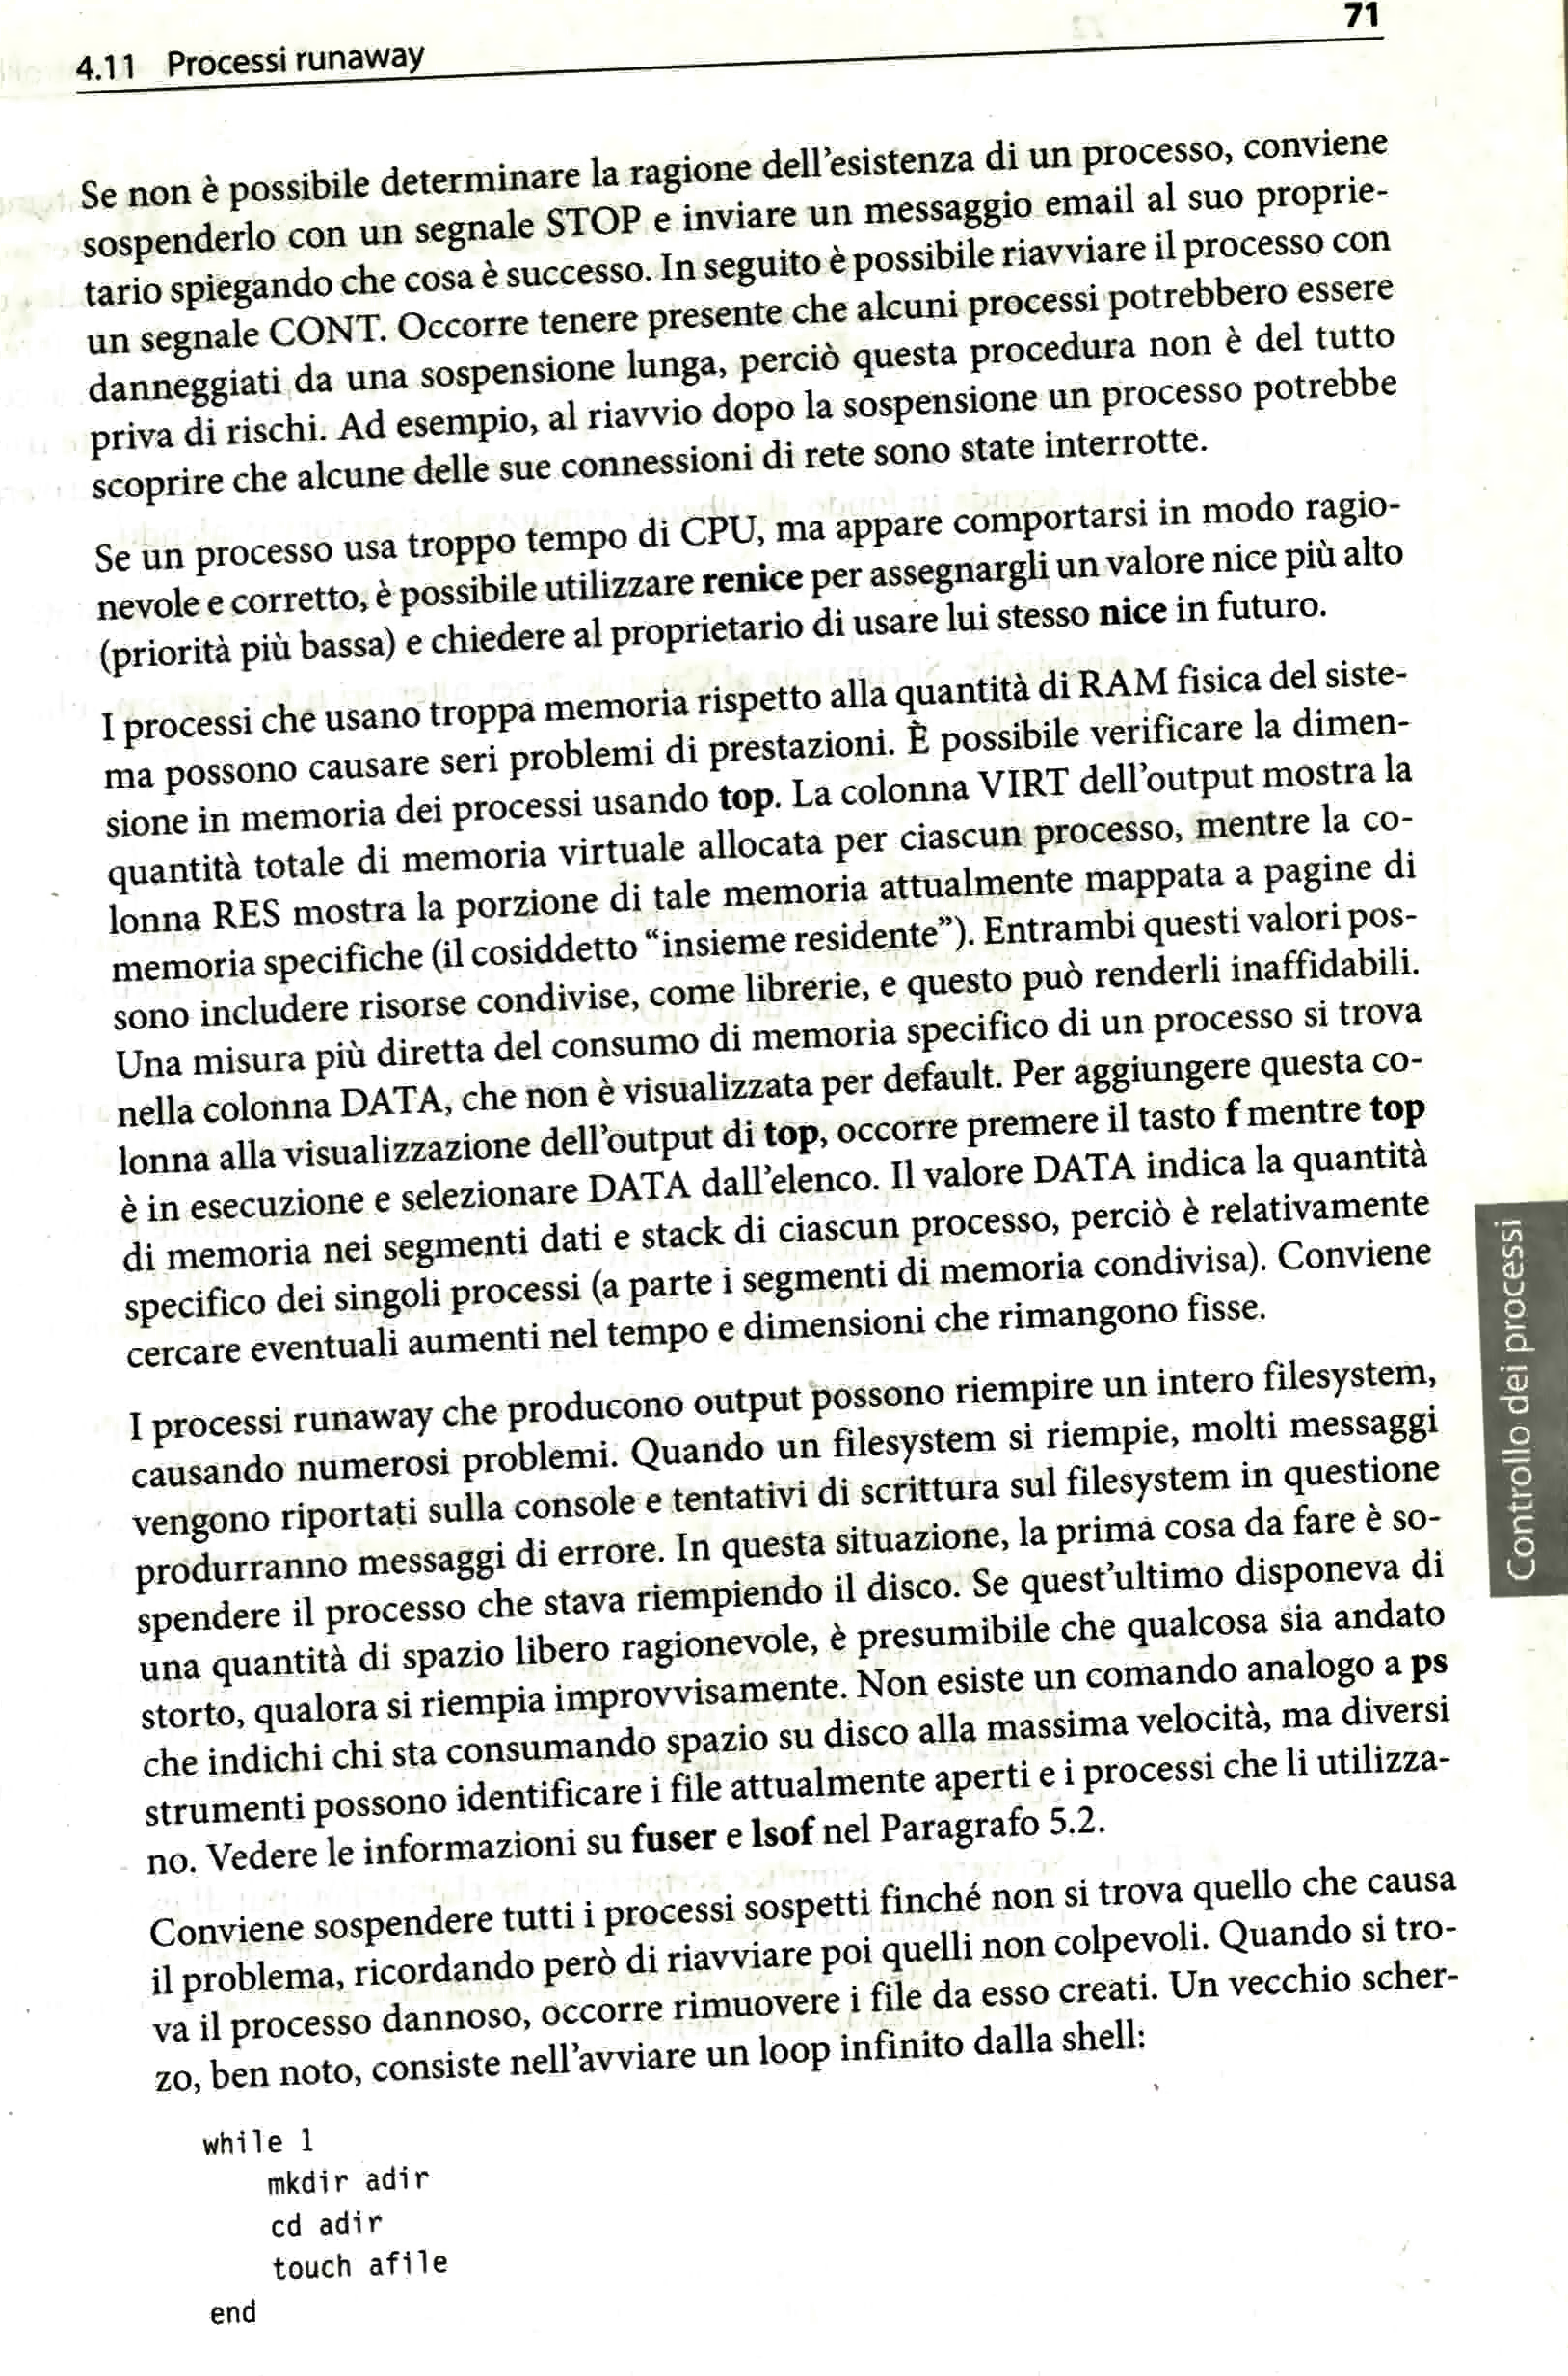 71
4.11 Processi runaway
Se non è possibile determinare la ragione dell'esistenza di un processo, conviene
sospenderlo con un segnale STOP e inviare un messaggio email al suo proprie-
tario spiegando che cosa è successo. In seguito è possibile riavviare il processo con
un segnale CONT. Occorre tenere presente che alcuni processi potrebbero essere
danneggiati da una sospensione lunga, perciò questa procedura non è del tutto
priva di rischi. Ad esempio, al riavvio dopo la sospensione un processo potrebbe
scoprire che alcune delle sue connessioni di rete sono state interrotte.
Se un processo usa troppo tempo di CPU, ma appare comportarsi in modo ragio-
nevole e corretto, è possibile utilizzare renice per assegnargli un valore nice più alto
(priorità più bassa) e chiedere al proprietario di usare lui stesso nice in futuro.
I processi che usano troppa memoria rispetto alla quantità di RAM fisica del siste-
ma possono causare seri problemi di prestazioni. È possibile verificare la dimen-
sione in memoria dei processi usando top. La colonna VIRT dell'output mostra la
quantità totale di memoria virtuale allocata per ciascun processo, mentre la co-
lonna RES mostra la porzione di tale memoria attualmente mappata a pagine di
memoria specifiche (il cosiddetto “insieme residente”). Entrambi questi valori pos-
sono includere risorse condivise, come librerie, e questo può renderli inaffidabili.
Una misura più diretta del consumo di memoria specifico di un processo si trova
nella colonna DATA, che non è visualizzata per default. Per aggiungere questa co-
lonna alla visualizzazione dell'output di top, occorre premere il tasto f mentre top
è in esecuzione e selezionare DATA dall'elenco. Il valore DATA indica la quantità
di memoria nei segmenti dati e stack di ciascun processo, perciò è relativamente
specifico dei singoli processi (a parte i segmenti di memoria condivisa). Conviene
cercare eventuali aumenti nel tempo e dimensioni che rimangono fisse.
I processi runaway che producono output possono riempire un intero filesystem,
causando numerosi problemi. Quando un filesystem si riempie, molti messaggi
vengono riportati sulla console e tentativi di scrittura sul filesystem in questione
produrranno messaggi di errore. In questa situazione, la prima cosa da fare è so-
spendere il processo che stava riempiendo il disco. Se quest'ultimo disponeva di
una quantità di spazio libero ragionevole, è presumibile che qualcosa sia andato
storto, qualora si riempia improvvisamente. Non esiste un comando analogo a ps
che indichi chi sta consumando spazio su disco alla massima velocità, ma diversi
strumenti possono identificare i file attualmente aperti e i processi che li utilizza-
no. Vedere le informazioni su fuser e lsof nel Paragrafo 5.2.
Conviene sospendere tutti i processi sospetti finché non si trova quello che causa
il problema, ricordando però di riavviare poi quelli non colpevoli. Quando si tro-
va il processo dannoso, occorre rimuovere i file da esso creati. Un vecchio scher-
zo, ben noto, consiste nell'avviare un loop infinito dalla shell:
while 1
mkdir adir
cd adir
touch afile
end
Controllo dei processi